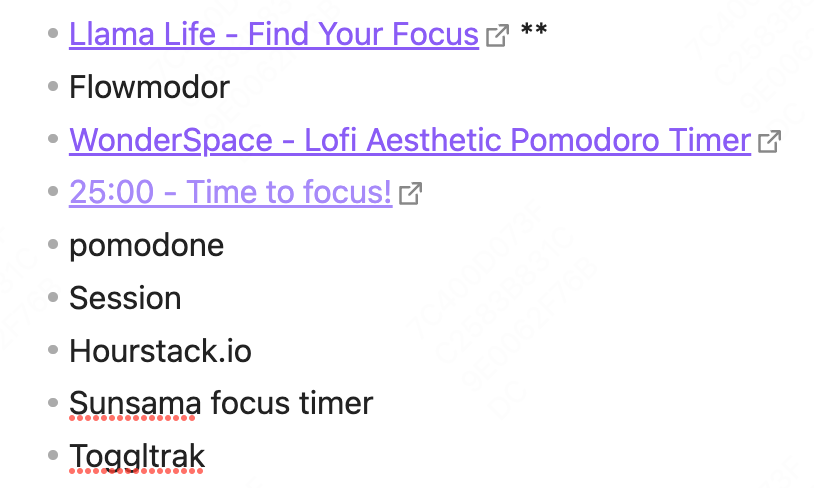 Llama Life - Find Your Focus **
Flowmodor
WonderSpace - Lofi Aesthetic Pomodoro Timer
25:00 - Time to focus!
pomodone
Session
Hourstack.io
Sunsama focus timer
Toggltrak